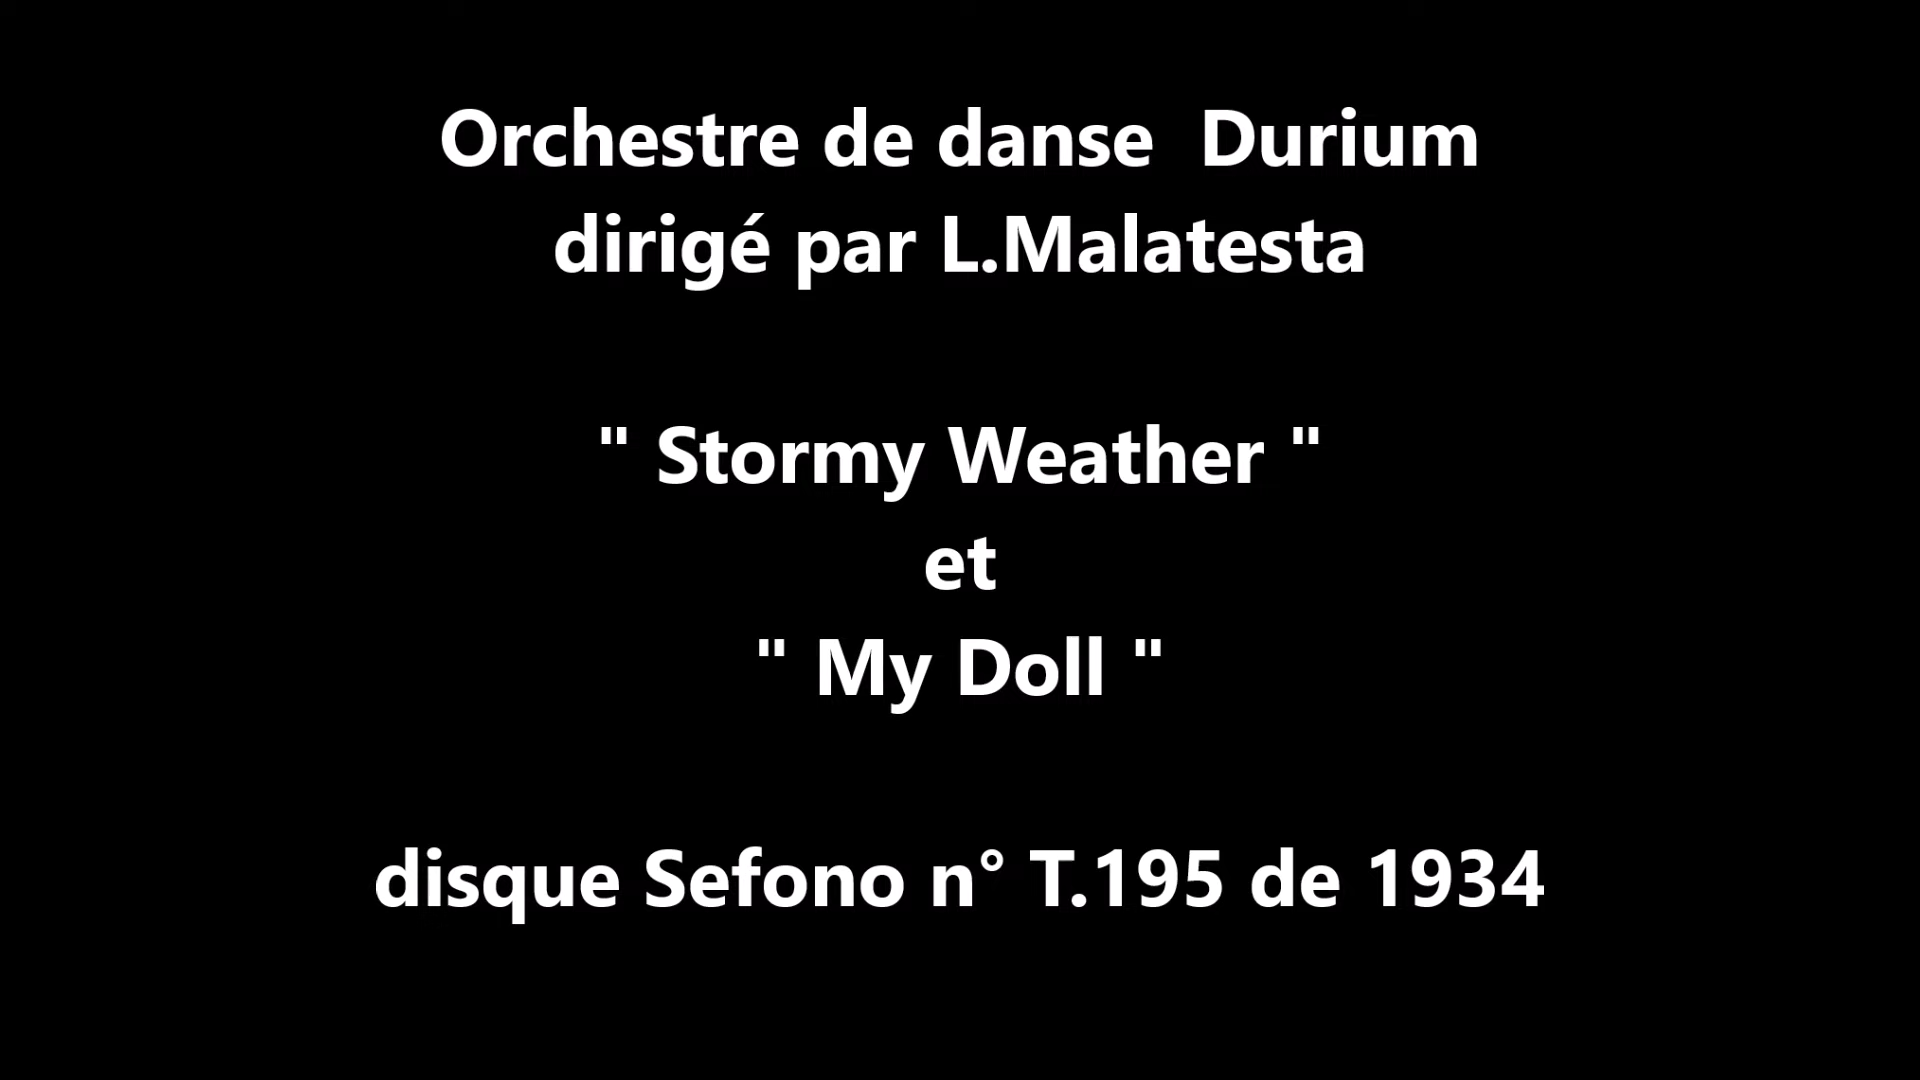 Orchestre de danse  Durium
dirigé par L.Malatesta
" Stormy Weather "
et
" My Doll "
disque Sefono n° T.195 de 1934